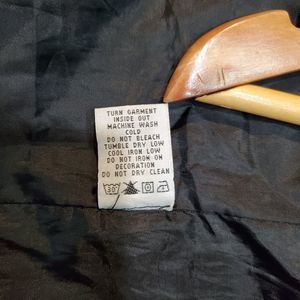 TURN GARMENT
INSIDE OUT
MACHINE WASH
COLD
DO NOT BLEACH
TUMBLE DRY LOW
COOL IRON LOW
DO NOT IRON ON
DECORATION
DO NOT DRY CLEAN
30